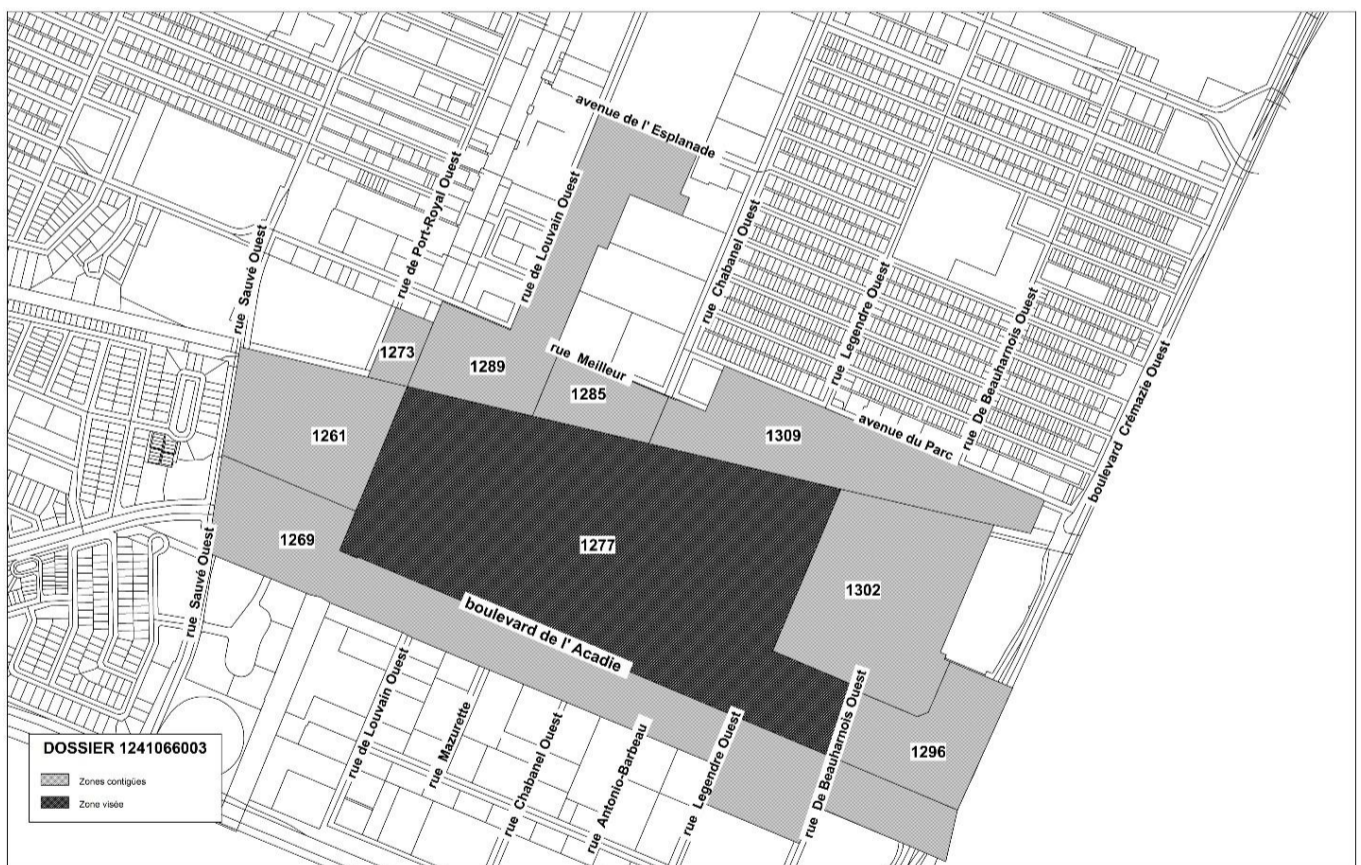 avenue de l' Esplanade
rue de Port-Royal Ouest
rue de Louvain Ouest
rue Sauvé Ouest
rue Chabanel Ouest
rue Legendre Ouest
rue De Beauharnois Ouest
boulevard Crémazie Ouest
1273
1289
rue Meilleur
1285
1261
1309
avenue du Parc
1269
1277
1302
rue Sauvé Ouest
boulevard de l' Acadie
rue de Louvain Ouest
rue Mazurette
rue Chabanel Ouest
rue Antonio-Barbeau
rue Legendre Ouest
rue De Beauharnois Ouest
1296
DOSSIER 1241066003
Zones contigües
Zone visée